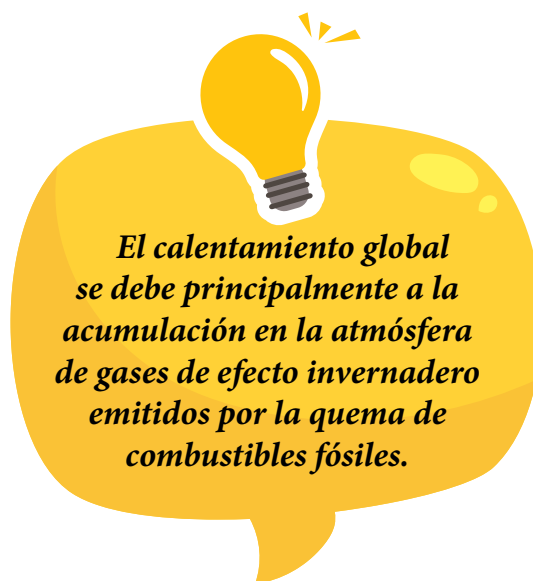 El calentamiento global
se debe principalmente a la
acumulación en la atmósfera
de gases de efecto invernadero
emitidos por la quema de
combustibles fósiles.